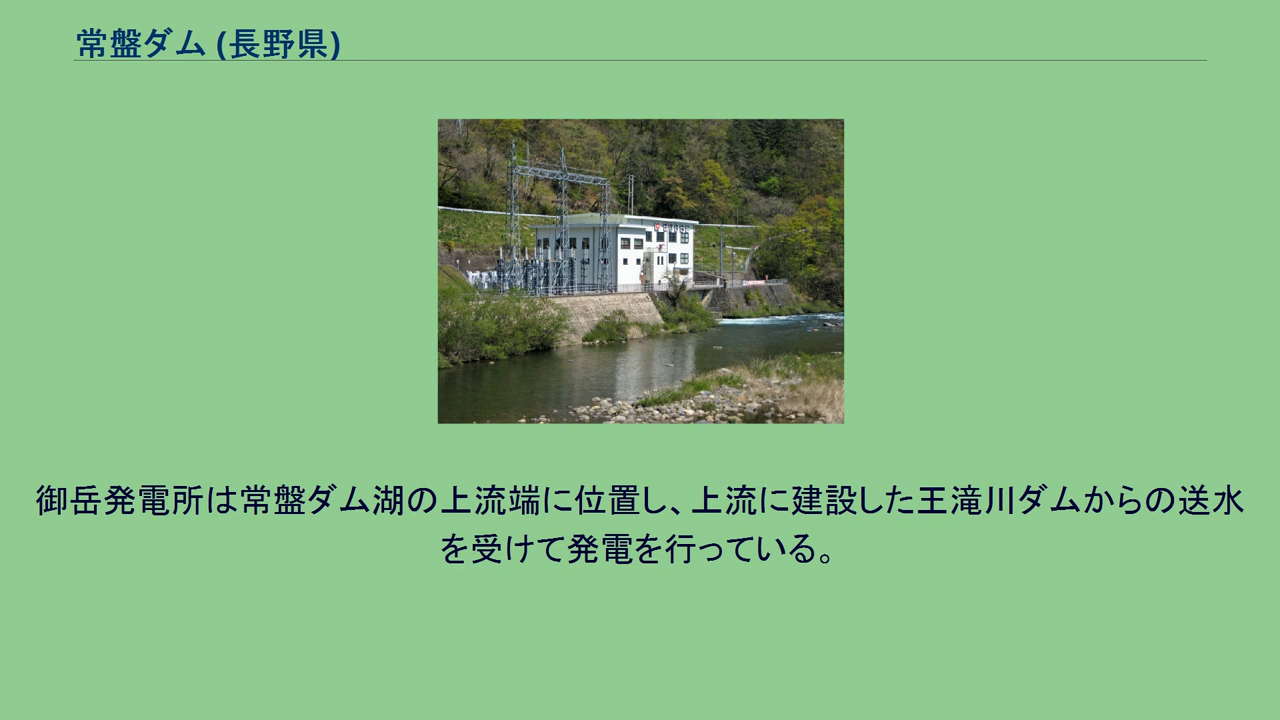 常盤ダム (長野県)
御岳発電所は常盤ダム湖の上流端に位置し、上流に建設した王滝川ダムからの送水
を受けて発電を行っている。